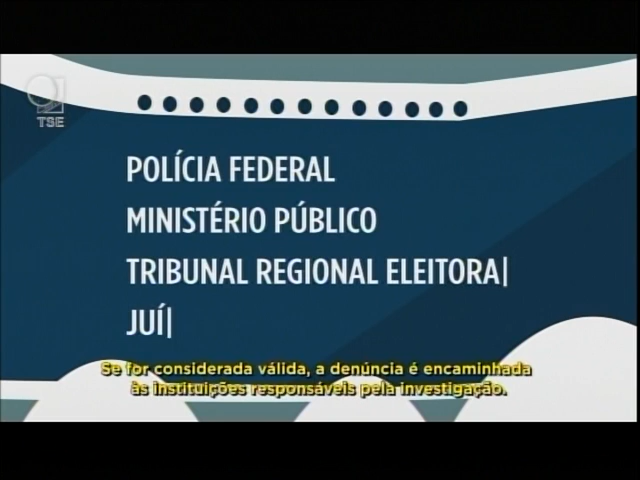 TSE
POLÍCIA FEDERAL
MINISTÉRIO PÚBLICO
TRIBUNAL REGIONAL ELEITORA|
JUÍ|
Se for considerada válida, a denúncia é encaminhada
às instituições responsáveis pela investigação.